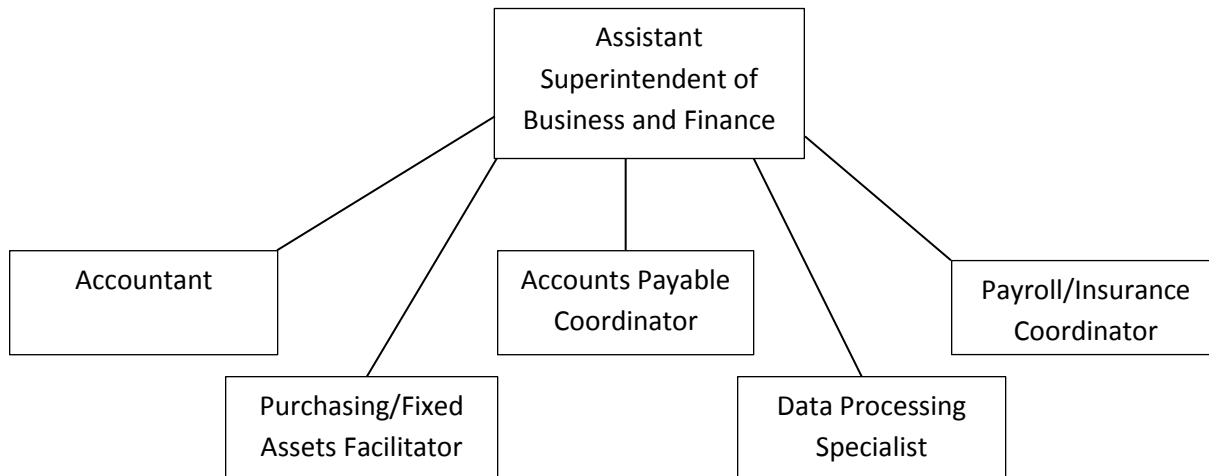 Assistant
Superintendent of
Business and Finance
Accountant
Accounts Payable
Coordinator
Payroll/Insurance
Coordinator
Purchasing/Fixed
Assets Facilitator
Data Processing
Specialist